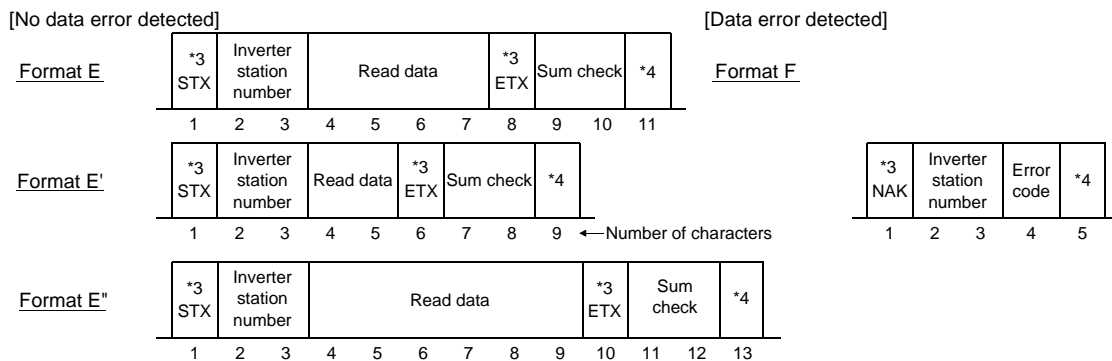 [No data error detected]
[Data error detected]
Format E
*3
STX
Inverter
station
number
Read data
*3
ETX
Sum check
*4
Format F
1 2 3 4 5 6 7 8 9 10 11
Format E'
*3
STX
Inverter
station
number
Read data
*3
ETX
Sum check
*4
*3
NAK
Inverter
station
number
Error
code
*4
1 2 3 4 5 6 7 8 9 ←Number of characters
1 2 3 4 5
Format E"
*3
STX
Inverter
station
number
Read data
*3
ETX
Sum
check
*4
1 2 3 4 5 6 7 8 9 10 11 12 13